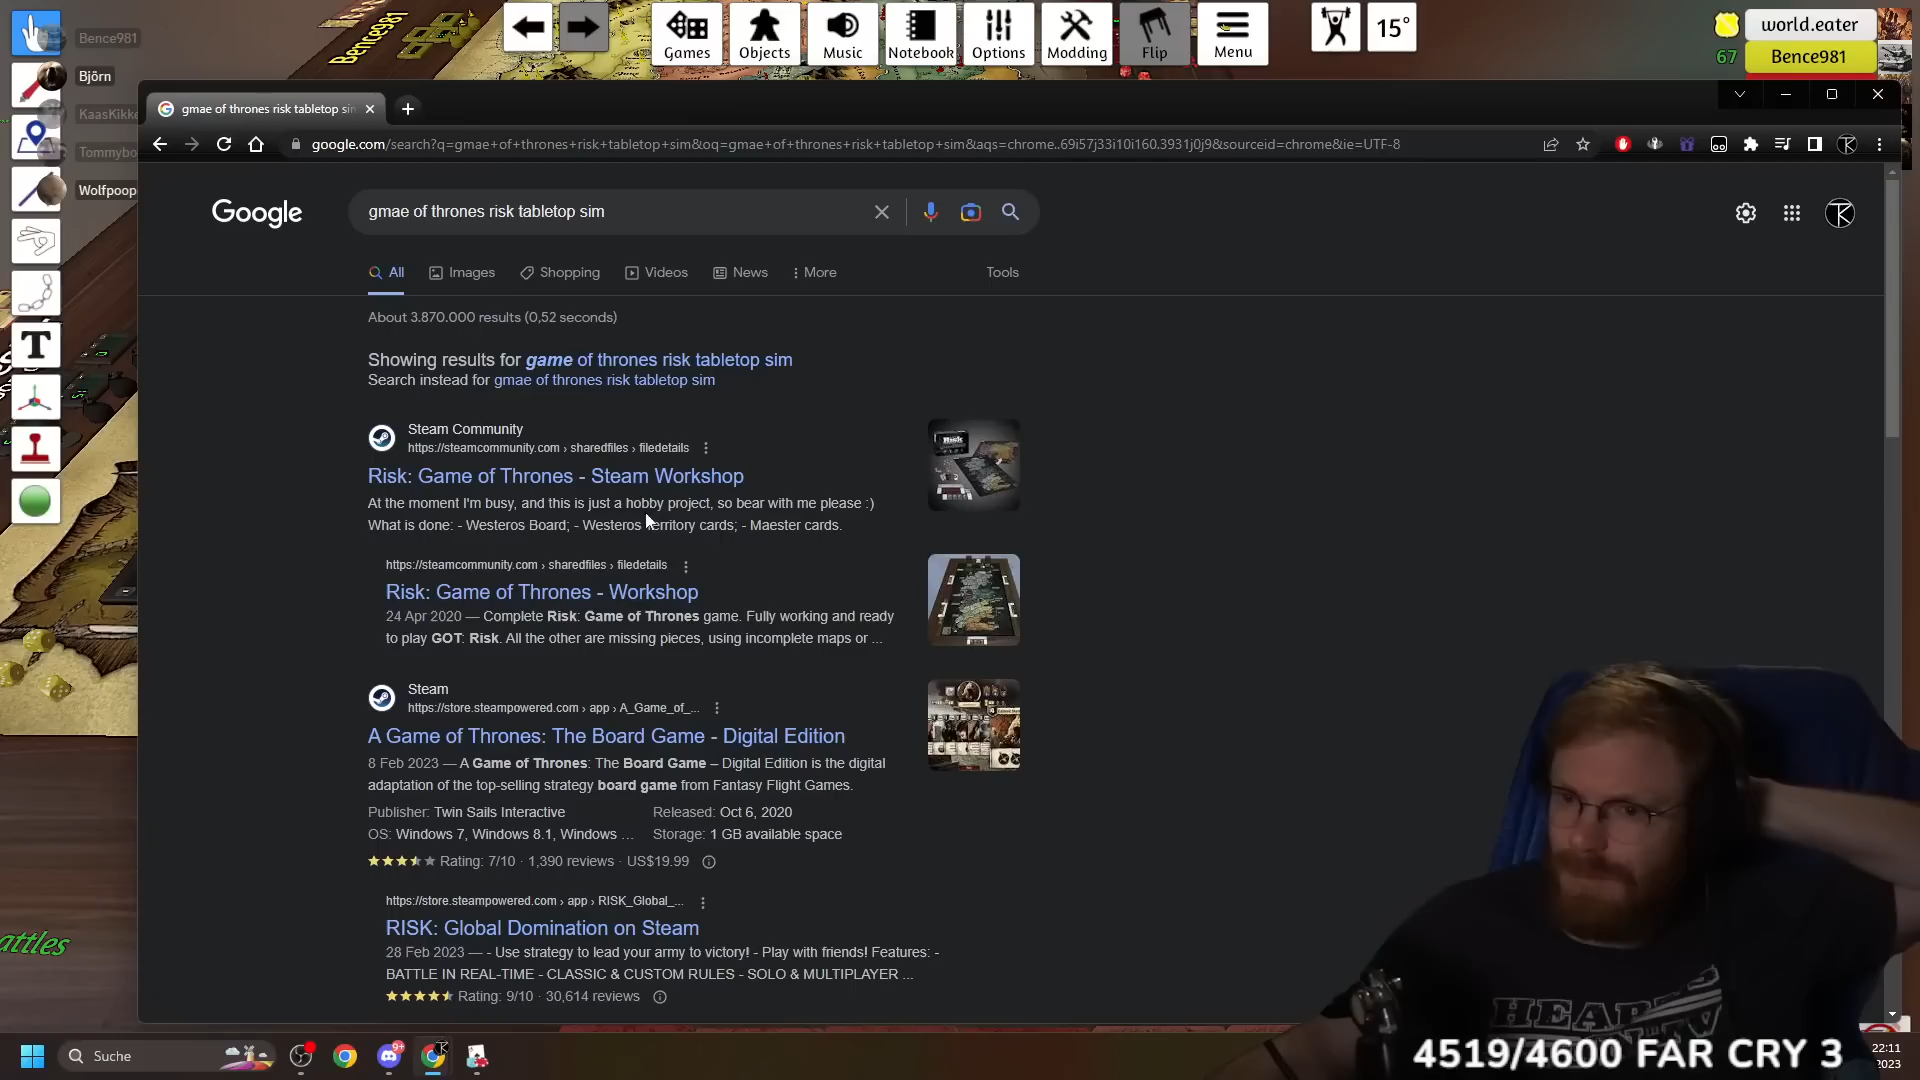 Bence981
Bence981
Björn
KaasKikke
Tommybo
Wolfpoop
Games
Objects
Music
Notebook
Options
Modding
Flip
Menu
15°
world.eater
67 Bence981
gmae of thrones risk tabletop sim
google.com/search?q=gmae+of+thrones+risk+tabletop+sim&oq=gmae+of+thrones+risk+tabletop+sim&aqs=chrome..69i57j33i10i160.3931j0j9&sourceid=chrome&ie=UTF-8
Google
gmae of thrones risk tabletop sim
All Images Shopping Videos News More Tools
About 3.870.000 results (0,52 seconds)
Showing results for game of thrones risk tabletop sim
Search instead for gmae of thrones risk tabletop sim
Steam Community
https://steamcommunity.com › sharedfiles › filedetails
Risk: Game of Thrones - Steam Workshop
At the moment I'm busy, and this is just a hobby project, so bear with me please :)
What is done: - Westeros Board; - Westeros territory cards; - Maester cards.
https://steamcommunity.com › sharedfiles › filedetails
Risk: Game of Thrones - Workshop
24 Apr 2020 — Complete Risk: Game of Thrones game. Fully working and ready
to play GOT: Risk. All the other are missing pieces, using incomplete maps or ...
Steam
https://store.steampowered.com › app › A_Game_of_...
A Game of Thrones: The Board Game - Digital Edition
8 Feb 2023 — A Game of Thrones: The Board Game – Digital Edition is the digital
adaptation of the top-selling strategy board game from Fantasy Flight Games.
Publisher: Twin Sails Interactive Released: Oct 6, 2020
OS: Windows 7, Windows 8.1, Windows ... Storage: 1 GB available space
Rating: 7/10 · 1,390 reviews · US$19.99
https://store.steampowered.com › app › RISK_Global_...
RISK: Global Domination on Steam
28 Feb 2023 — - Use strategy to lead your army to victory! - Play with friends! Features: -
BATTLE IN REAL-TIME - CLASSIC & CUSTOM RULES - SOLO & MULTIPLAYER ...
Rating: 9/10 · 30,614 reviews
attles
Suche
9+
4519/4600 FAR CRY 3
22:11
2023